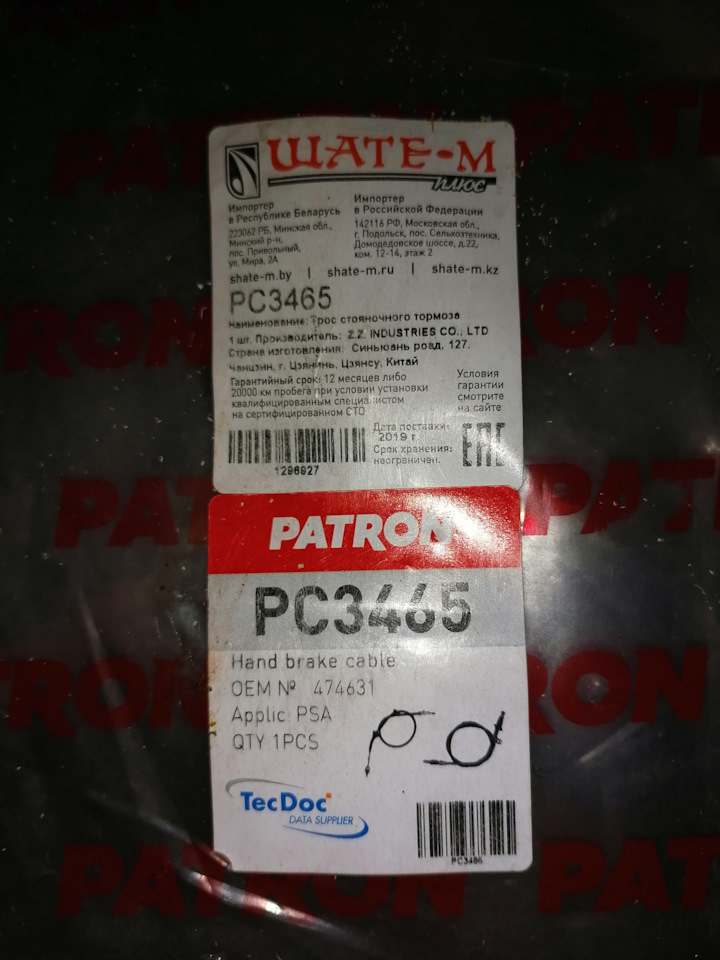 ШАТЕ-М
плюс
Импортер
в Республике Беларусь
223062 РБ, Минская обл.,
Минский р-н,
пос. Привольный,
ул. Мира, 2А
Импортер
в Российской Федерации
142116 РФ, Московская обл.,
г. Подольск, пос. Сельхозтехника,
Домодедовское шоссе, д.22,
ком. 12-14, этаж 2
shate-m.by | shate-m.ru | shate-m.kz
PC3465
Наименование: Трос стояночного тормоза
1 шт. Производитель: Z.Z. INDUSTRIES CO., LTD
Страна изготовления: Синьюань роад, 127.
Чанцзин, г. Цзянинь, Цзянсу, Китай
Гарантийный срок: 12 месяцев либо
20000 км пробега при условии установки
квалифицированным специалистом
на сертифицированном СТО
Условия
гарантии
смотрите
на сайте
1296927
Дата поставки:
2019 г.
Срок хранения:
неограничен.
EAC
PATRON
PC3465
Hand brake cable
OEM № 474631
Applic. PSA
QTY 1PCS
TecDoc
DATA SUPPLIER
PC3465
PATRON
PATRON
PATRON
PATRON
PATRON
PATRON
PATRON